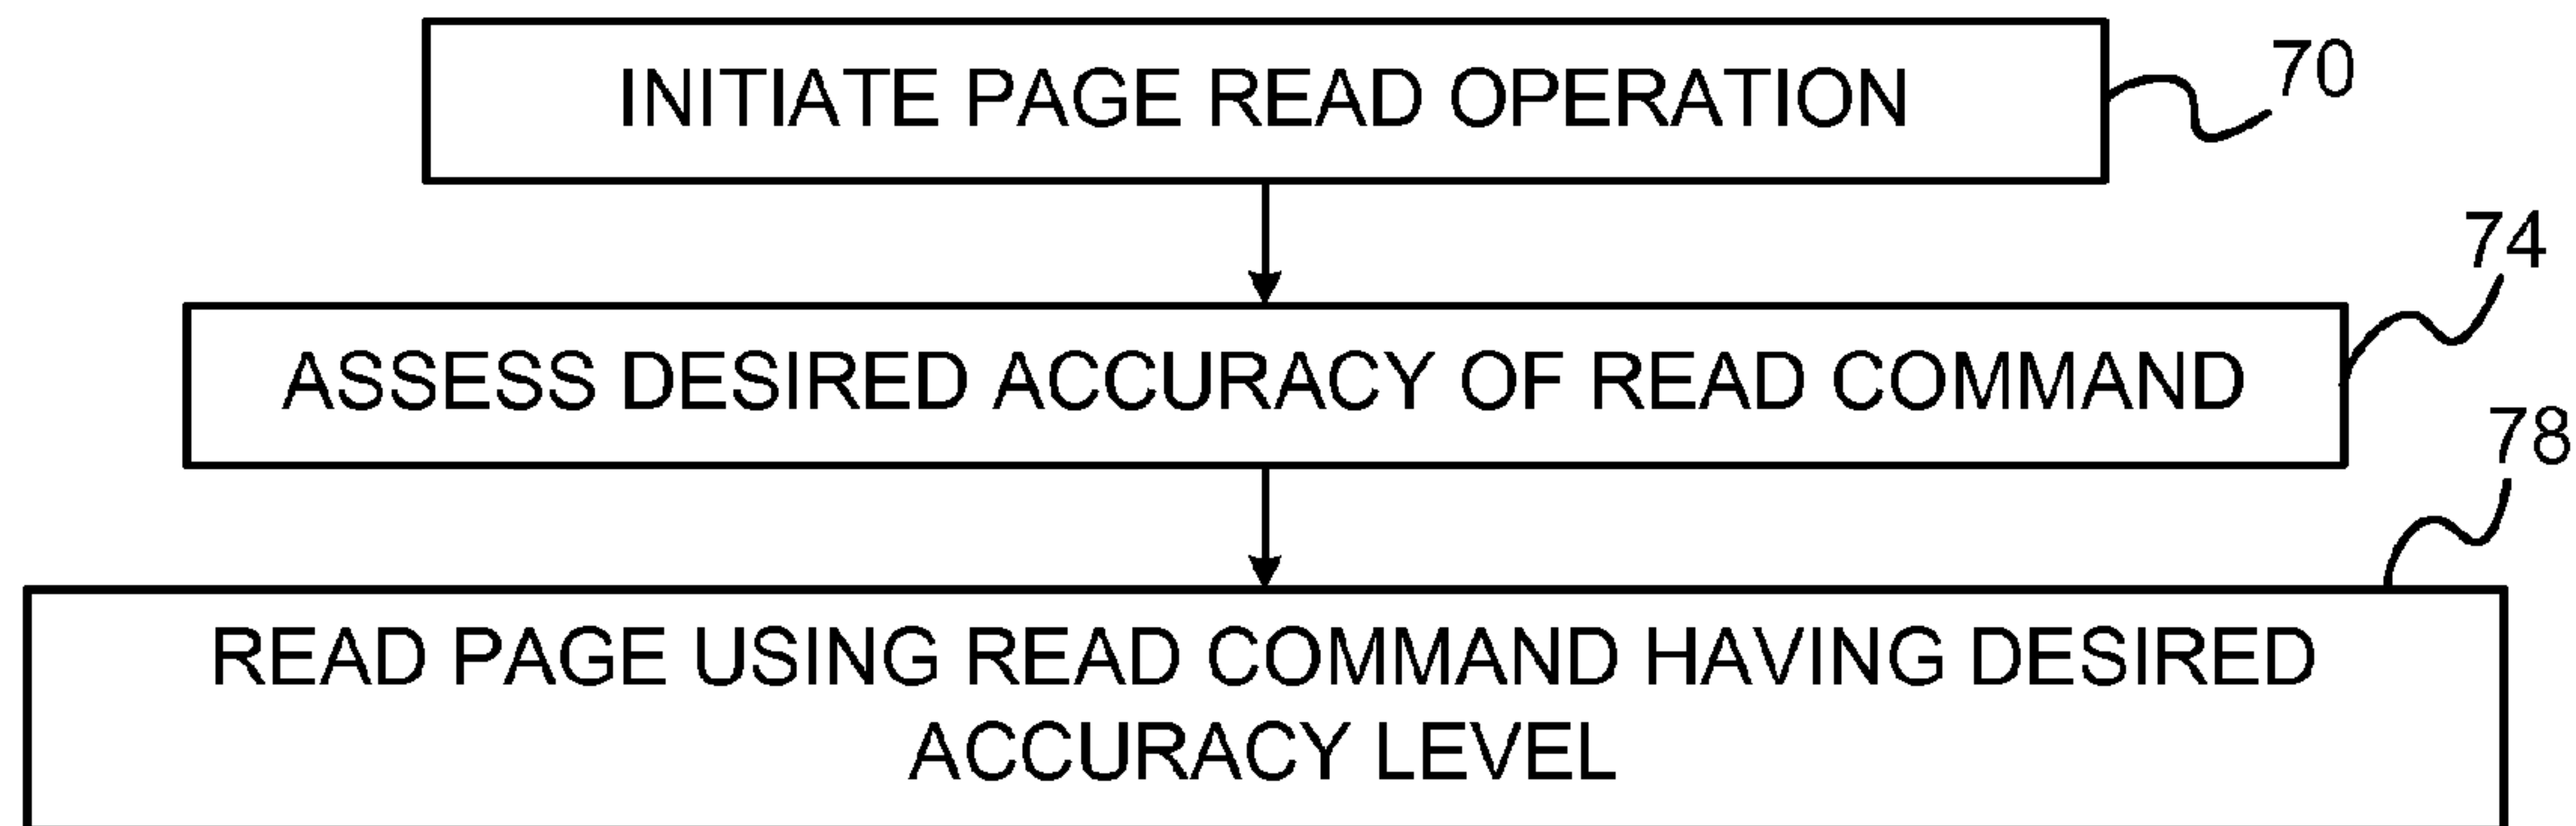 INITIATE PAGE READ OPERATION
70
74
ASSESS DESIRED ACCURACY OF READ COMMAND
78
READ PAGE USING READ COMMAND HAVING DESIRED
ACCURACY LEVEL